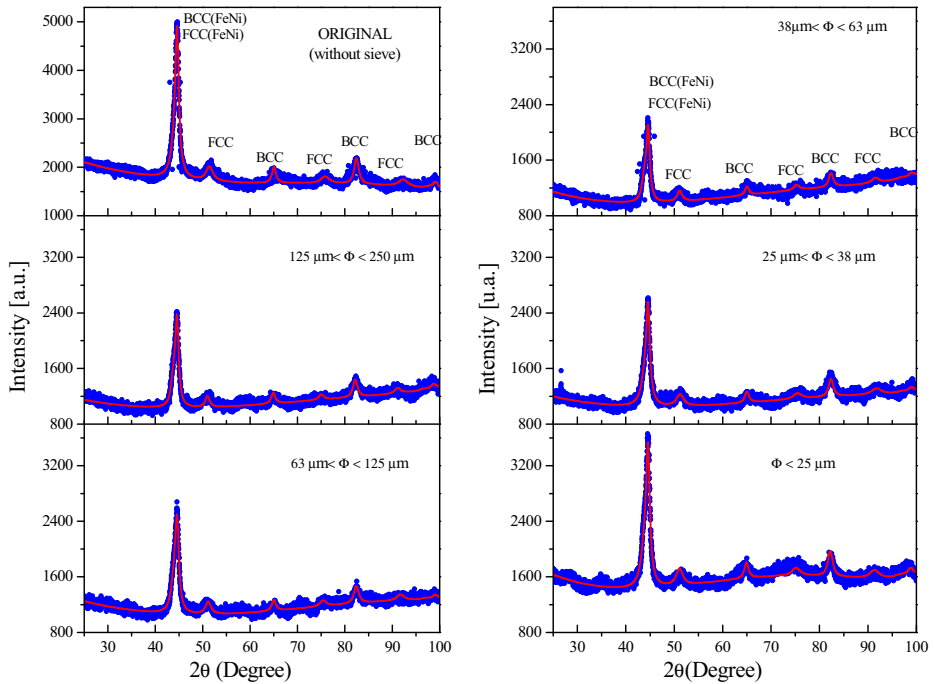 BCC(FeNi)
FCC(FeNi)
ORIGINAL
(without sieve)
FCC
BCC
FCC
BCC
FCC
BCC
5000
4000
3000
2000
1000
125 µm< Φ < 250 µm
3200
2400
1600
800
63 µm< Φ < 125 µm
3200
2400
1600
800
30 40 50 60 70 80 90 100
2θ (Degree)
Intensity [a.u.]
38µm< Φ < 63 µm
BCC(FeNi)
FCC(FeNi)
FCC
BCC
FCC
BCC
FCC
BCC
3200
2400
1600
800
25 µm< Φ < 38 µm
3200
2400
1600
800
Φ < 25 µm
3200
2400
1600
800
30 40 50 60 70 80 90 100
2θ(Degree)
Intensity [u.a.]